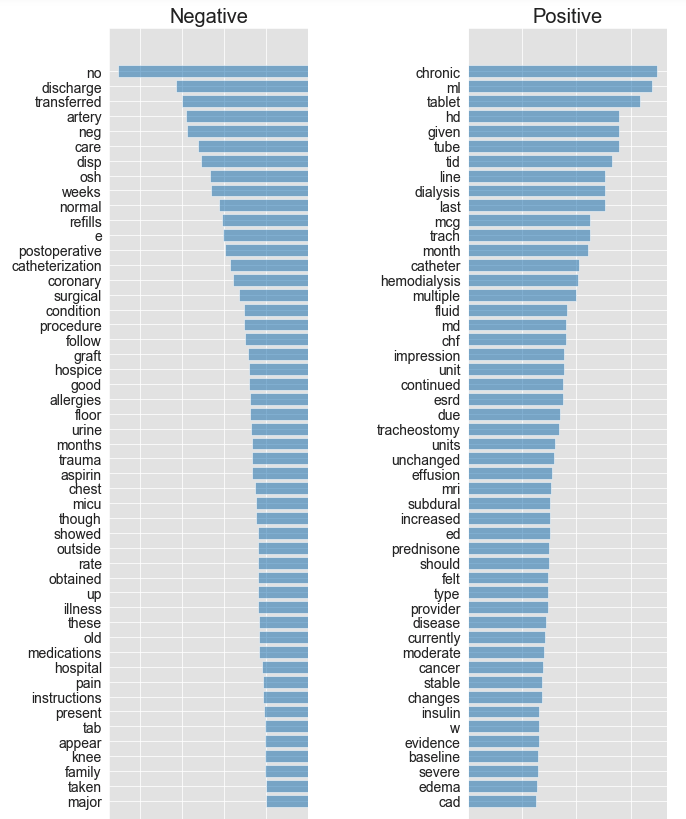 Negative
no
discharge
transferred
artery
neg
care
disp
osh
weeks
normal
refills
e
postoperative
catheterization
coronary
surgical
condition
procedure
follow
graft
hospice
good
allergies
floor
urine
months
trauma
aspirin
chest
micu
though
showed
outside
rate
obtained
up
illness
these
old
medications
hospital
pain
instructions
present
tab
appear
knee
family
taken
major
Positive
chronic
ml
tablet
hd
given
tube
tid
line
dialysis
last
mcg
trach
month
catheter
hemodialysis
multiple
fluid
md
chf
impression
unit
continued
esrd
due
tracheostomy
units
unchanged
effusion
mri
subdural
increased
ed
prednisone
should
felt
type
provider
disease
currently
moderate
cancer
stable
changes
insulin
w
evidence
baseline
severe
edema
cad